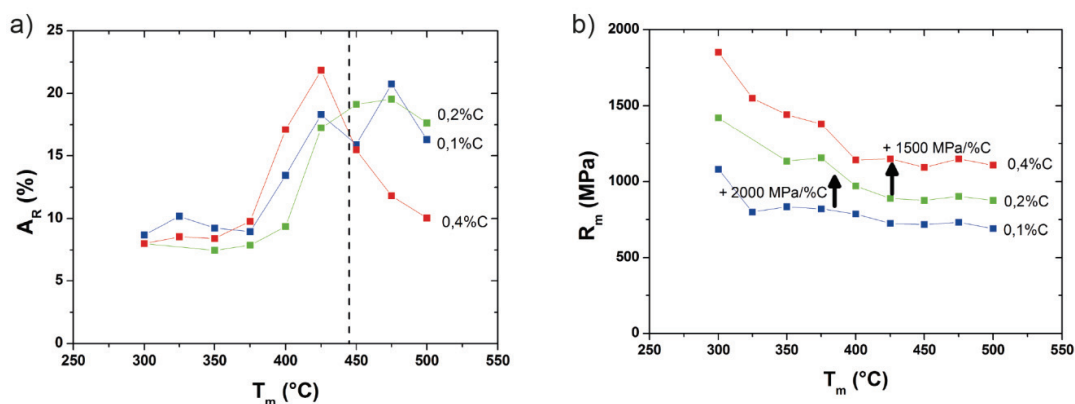 a)
25
20
15
10
5
0
A_R (%)
250 300 350 400 450 500 550
T_m (°C)
0,2%C
0,1%C
0,4%C
b)
2000
1500
1000
500
0
R_m (MPa)
250 300 350 400 450 500 550
T_m (°C)
+ 1500 MPa/%C
0,4%C
+ 2000 MPa/%C
0,2%C
0,1%C